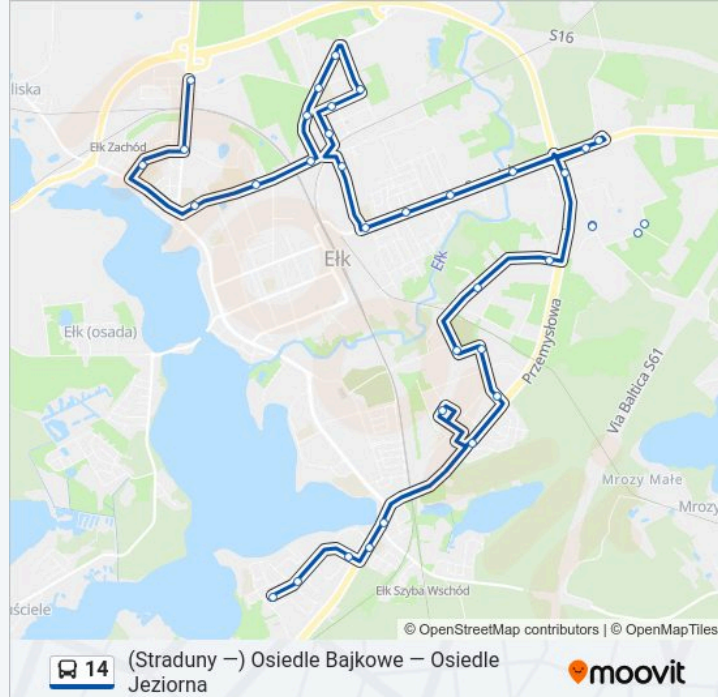 S16
liska
Ełk Zachód
Ełk
Ełk
Ełk (osada)
Przemysłowa
Via Baltica S61
Mrozy Małe
Mrozy
Ełk Szyba Wschód
uściele
© OpenStreetMap contributors | © OpenMapTiles
14
(Straduny —) Osiedle Bajkowe — Osiedle
Jeziorna
moovit